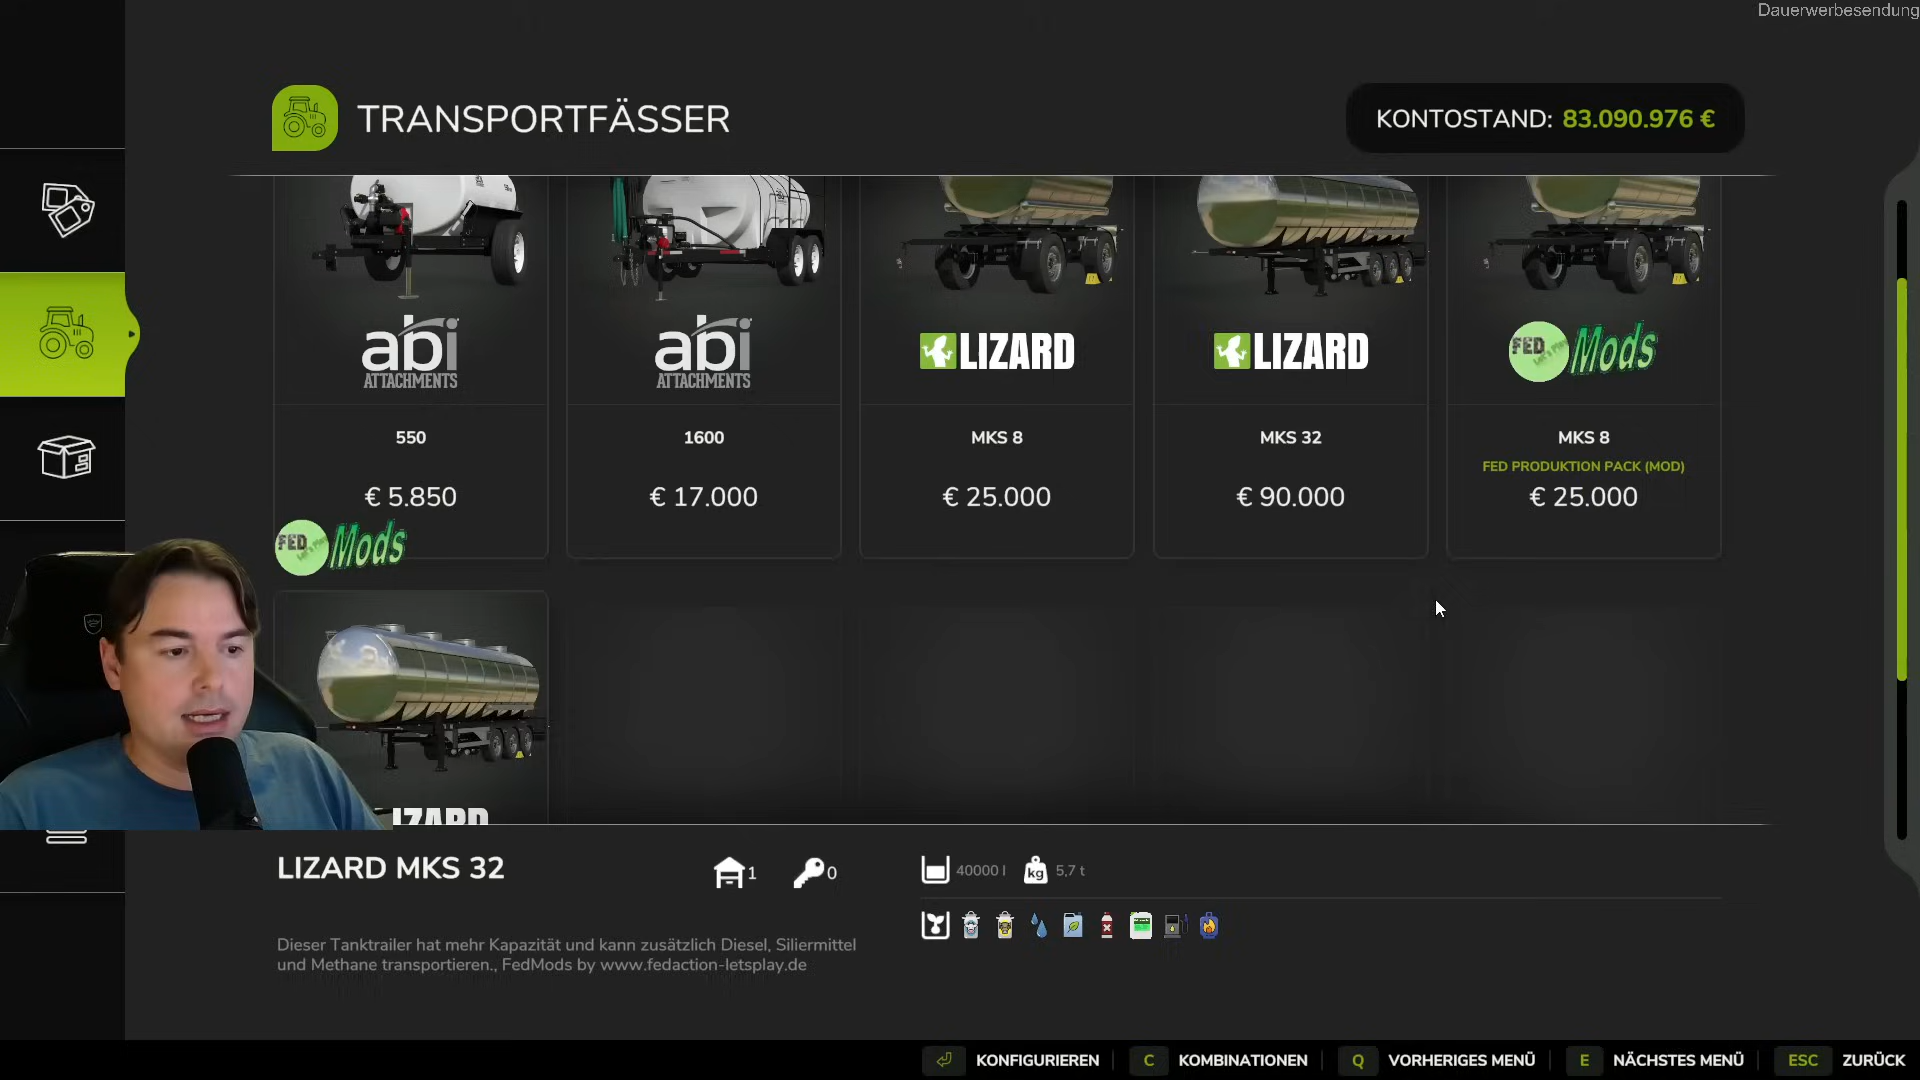 Dauerwerbesendung
TRANSPORTFÄSSER
KONTOSTAND: 83.090.976 €
abi
ATTACHMENTS
abi
ATTACHMENTS
LIZARD
LIZARD
FED Mods
550
1600
MKS 8
MKS 32
MKS 8
FED PRODUKTION PACK (MOD)
€ 5.850
€ 17.000
€ 25.000
€ 90.000
€ 25.000
FED Mods
LIZARD MKS 32
1
0
40000 l
kg
5,7 t
Dieser Tanktrailer hat mehr Kapazität und kann zusätzlich Diesel, Siliermittel
und Methane transportieren., FedMods by www.fedaction-letsplay.de
KONFIGURIEREN
C KOMBINATIONEN
Q VORHERIGES MENÜ
E NÄCHSTES MENÜ
ESC ZURÜCK